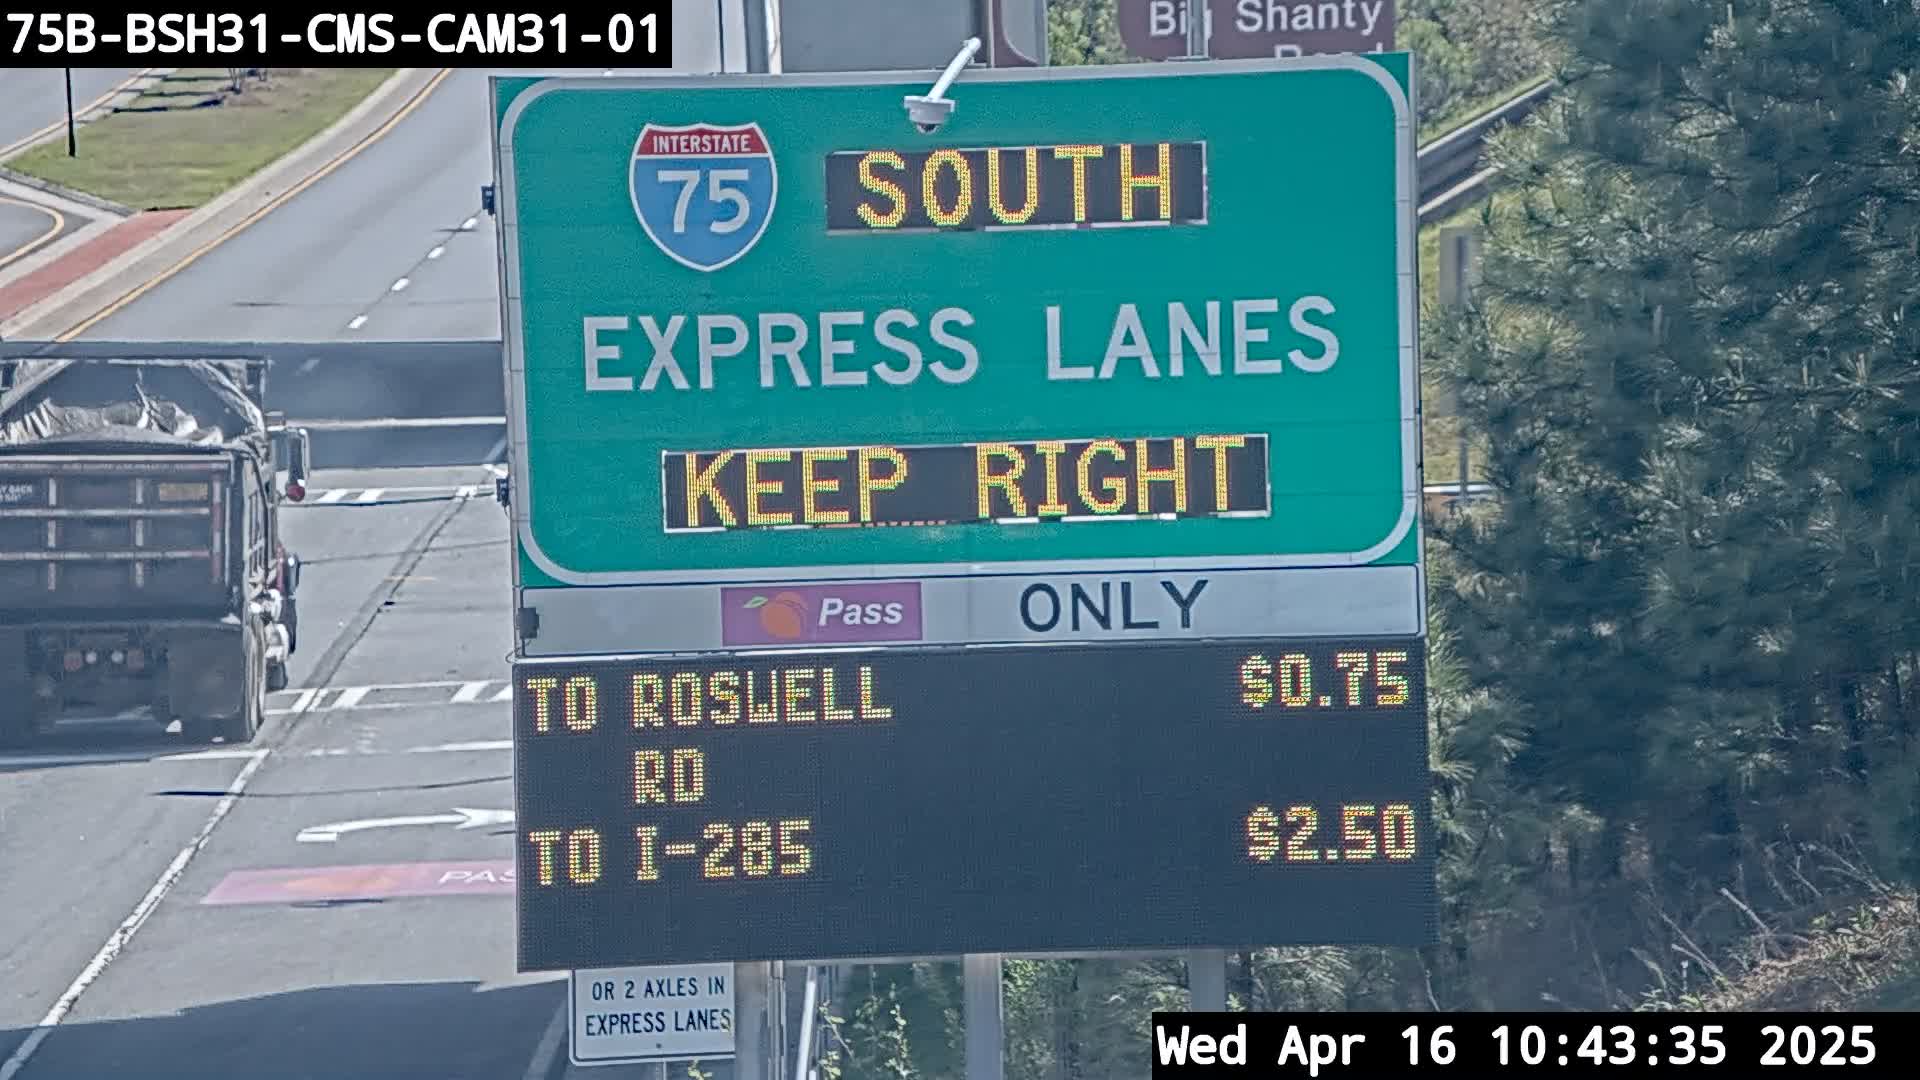 75B-BSH31-CMS-CAM31-01
Big Shanty
Road
INTERSTATE
75
SOUTH
EXPRESS LANES
KEEP RIGHT
Pass ONLY
TO ROSWELL $0.75
RD
TO I-285 $2.50
OR 2 AXLES IN
EXPRESS LANES
Wed Apr 16 10:43:35 2025